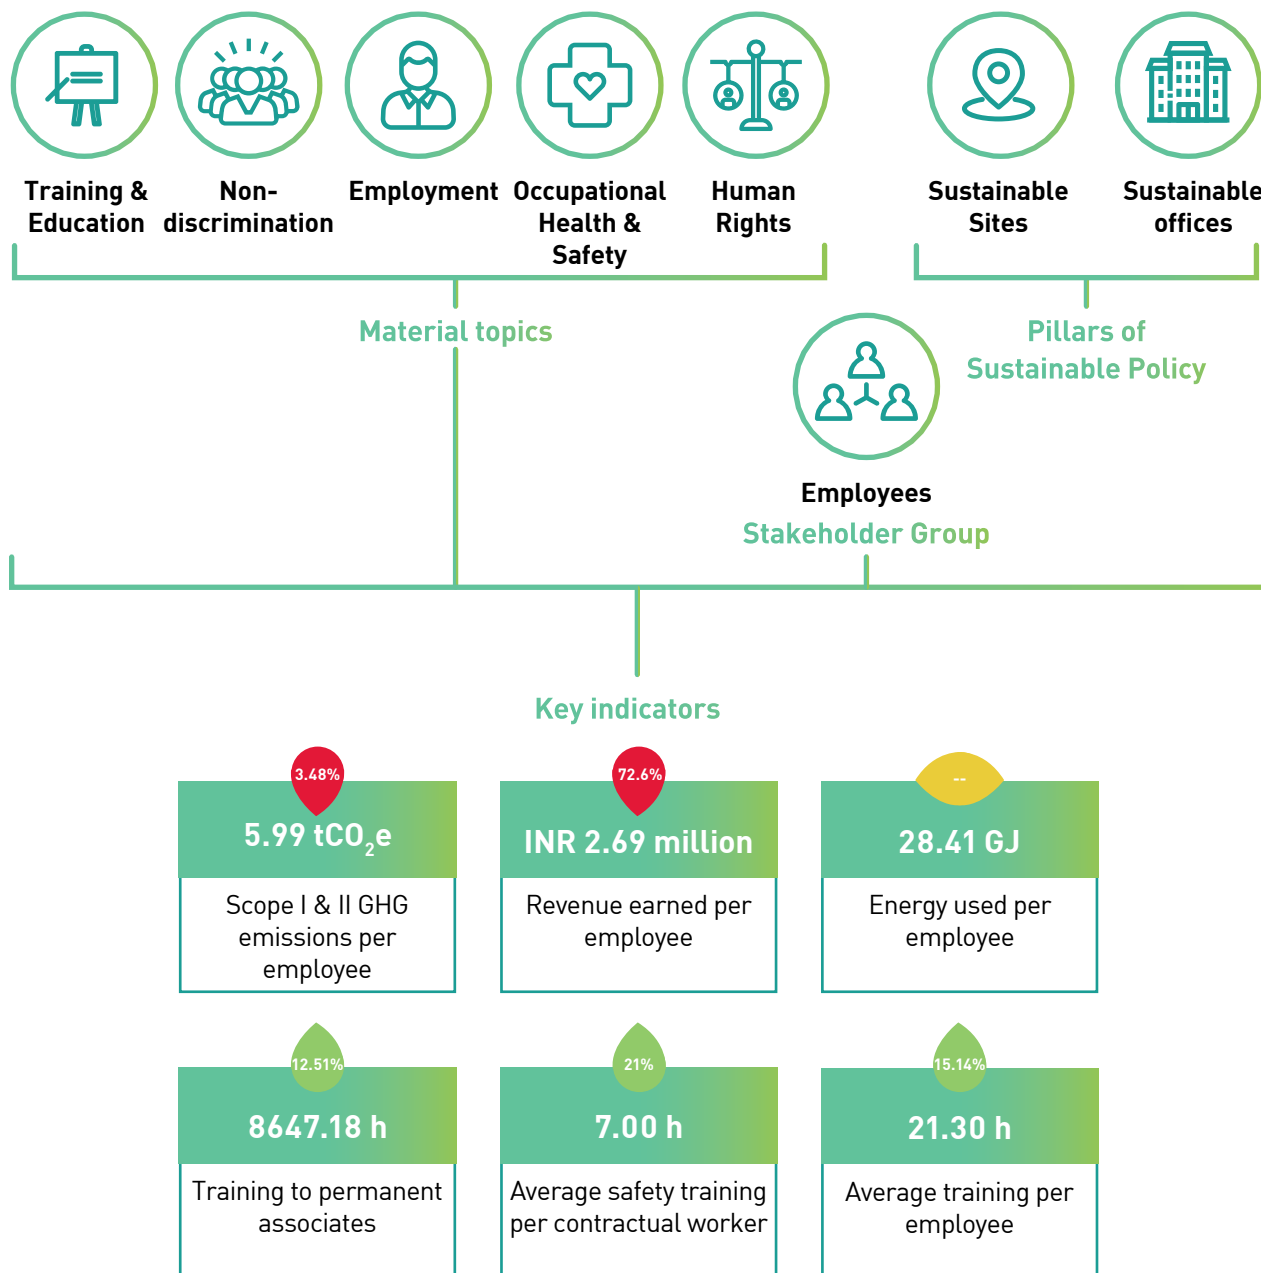 Training &
Education
Non-
discrimination
Employment
Occupational
Health &
Safety
Human
Rights
Sustainable
Sites
Sustainable
offices
Material topics
Pillars of
Sustainable Policy
Employees
Stakeholder Group
Key indicators
3.48%
5.99 tCO₂e
Scope I & II GHG
emissions per
employee
72.6%
INR 2.69 million
Revenue earned per
employee
--
28.41 GJ
Energy used per
employee
12.51%
8647.18 h
Training to permanent
associates
21%
7.00 h
Average safety training
per contractual worker
15.14%
21.30 h
Average training per
employee